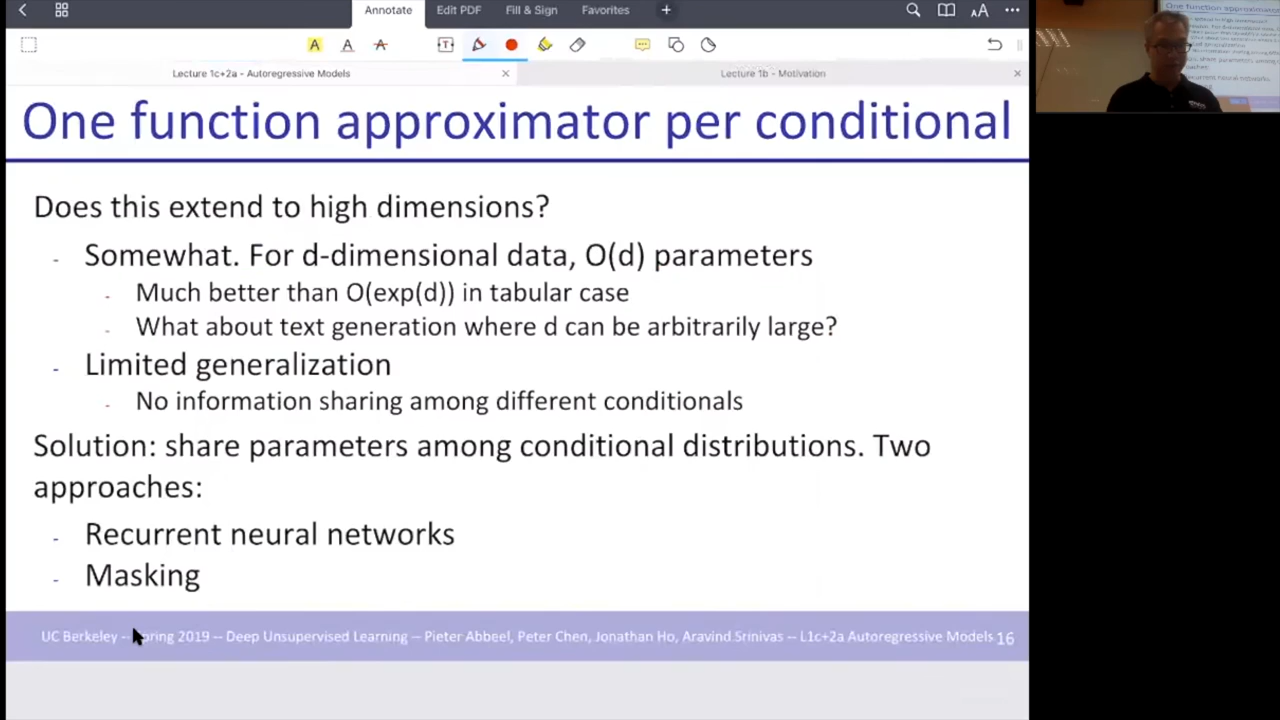 Annotate Edit PDF Fill & Sign Favorites +
A A A T
Lecture 1c+2a - Autoregressive Models × Lecture 1b - Motivation ×
One function approximator per conditional
Does this extend to high dimensions?
- Somewhat. For d-dimensional data, O(d) parameters
- Much better than O(exp(d)) in tabular case
- What about text generation where d can be arbitrarily large?
- Limited generalization
- No information sharing among different conditionals
Solution: share parameters among conditional distributions. Two
approaches:
- Recurrent neural networks
- Masking
UC Berkeley -- Spring 2019 -- Deep Unsupervised Learning -- Pieter Abbeel, Peter Chen, Jonathan Ho, Aravind Srinivas -- L1c+2a Autoregressive Models 16